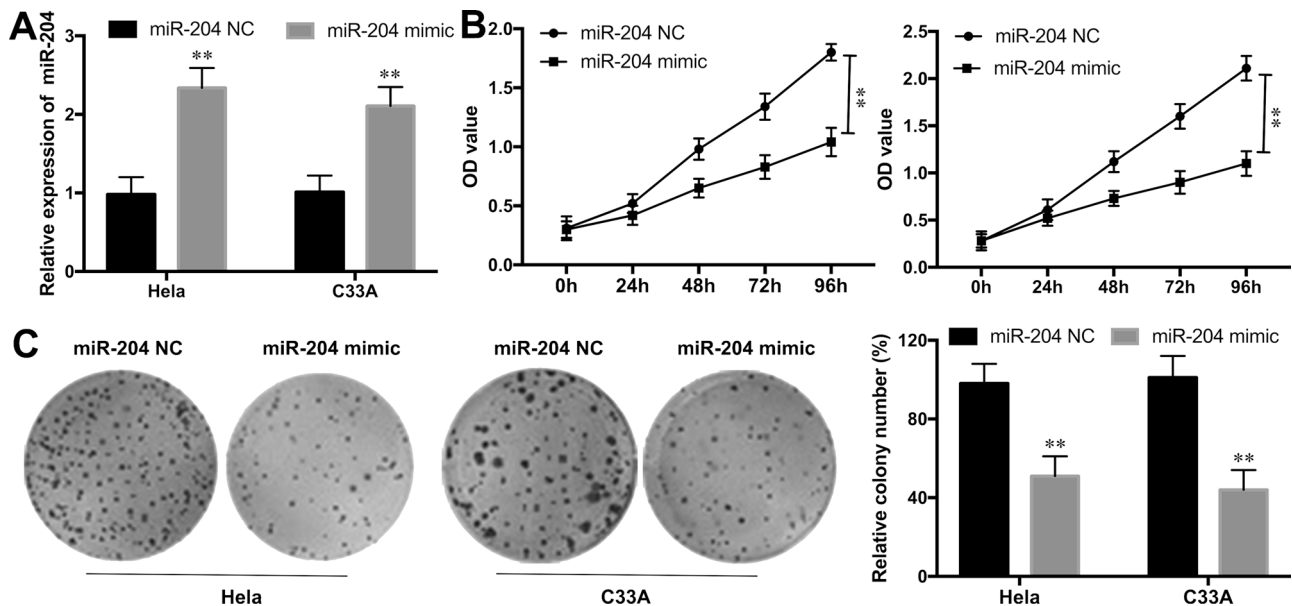 A
miR-204 NC
miR-204 mimic
Relative expression of miR-204
3
2
1
0
**
**
Hela
C33A
B
miR-204 NC
miR-204 mimic
OD value
2.0
1.5
1.0
0.5
0.0
**
0h
24h
48h
72h
96h
miR-204 NC
miR-204 mimic
OD value
2.5
2.0
1.5
1.0
0.5
0.0
**
0h
24h
48h
72h
96h
C
miR-204 NC
miR-204 mimic
miR-204 NC
miR-204 mimic
Hela
C33A
miR-204 NC
miR-204 mimic
Relative colony number (%)
120
80
40
0
**
**
Hela
C33A